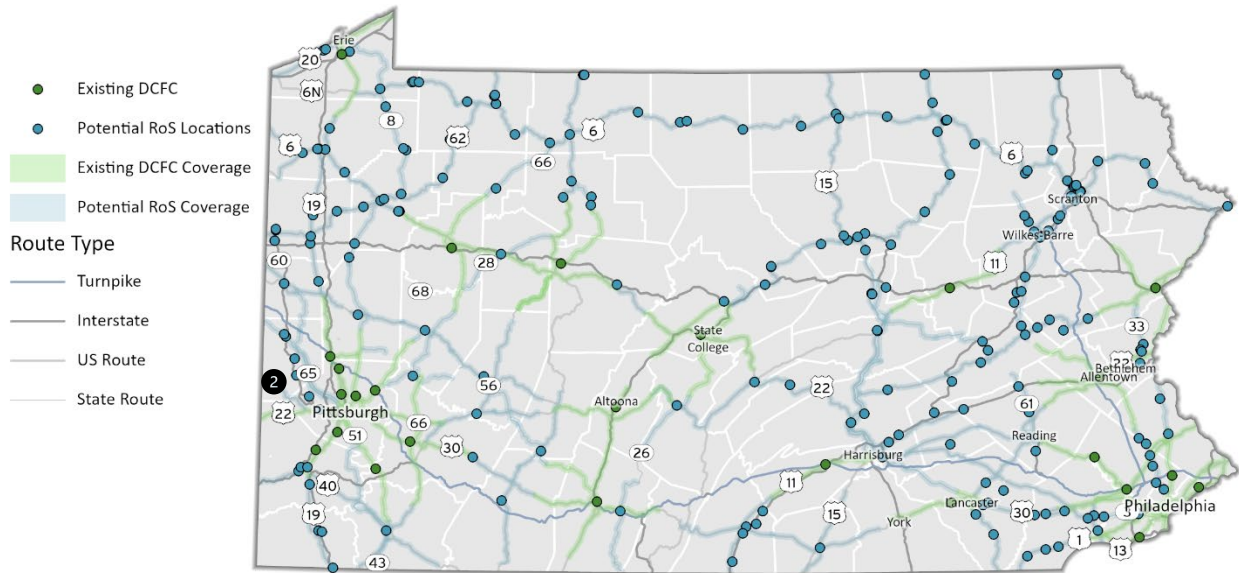 Existing DCFC
Potential RoS Locations
Existing DCFC Coverage
Potential RoS Coverage
Route Type
Turnpike
Interstate
US Route
State Route
Erie
20
6N
8
62
6
6
66
15
6
19
Scranton
Wilkes-Barre
60
28
11
68
State
College
33
65
2
22
Bethlehem
Allentown
56
22
Altoona
61
22
Pittsburgh
51
66
30
26
Reading
Harrisburg
40
11
Lancaster
3
Philadelphia
19
15
York
30
1
13
43